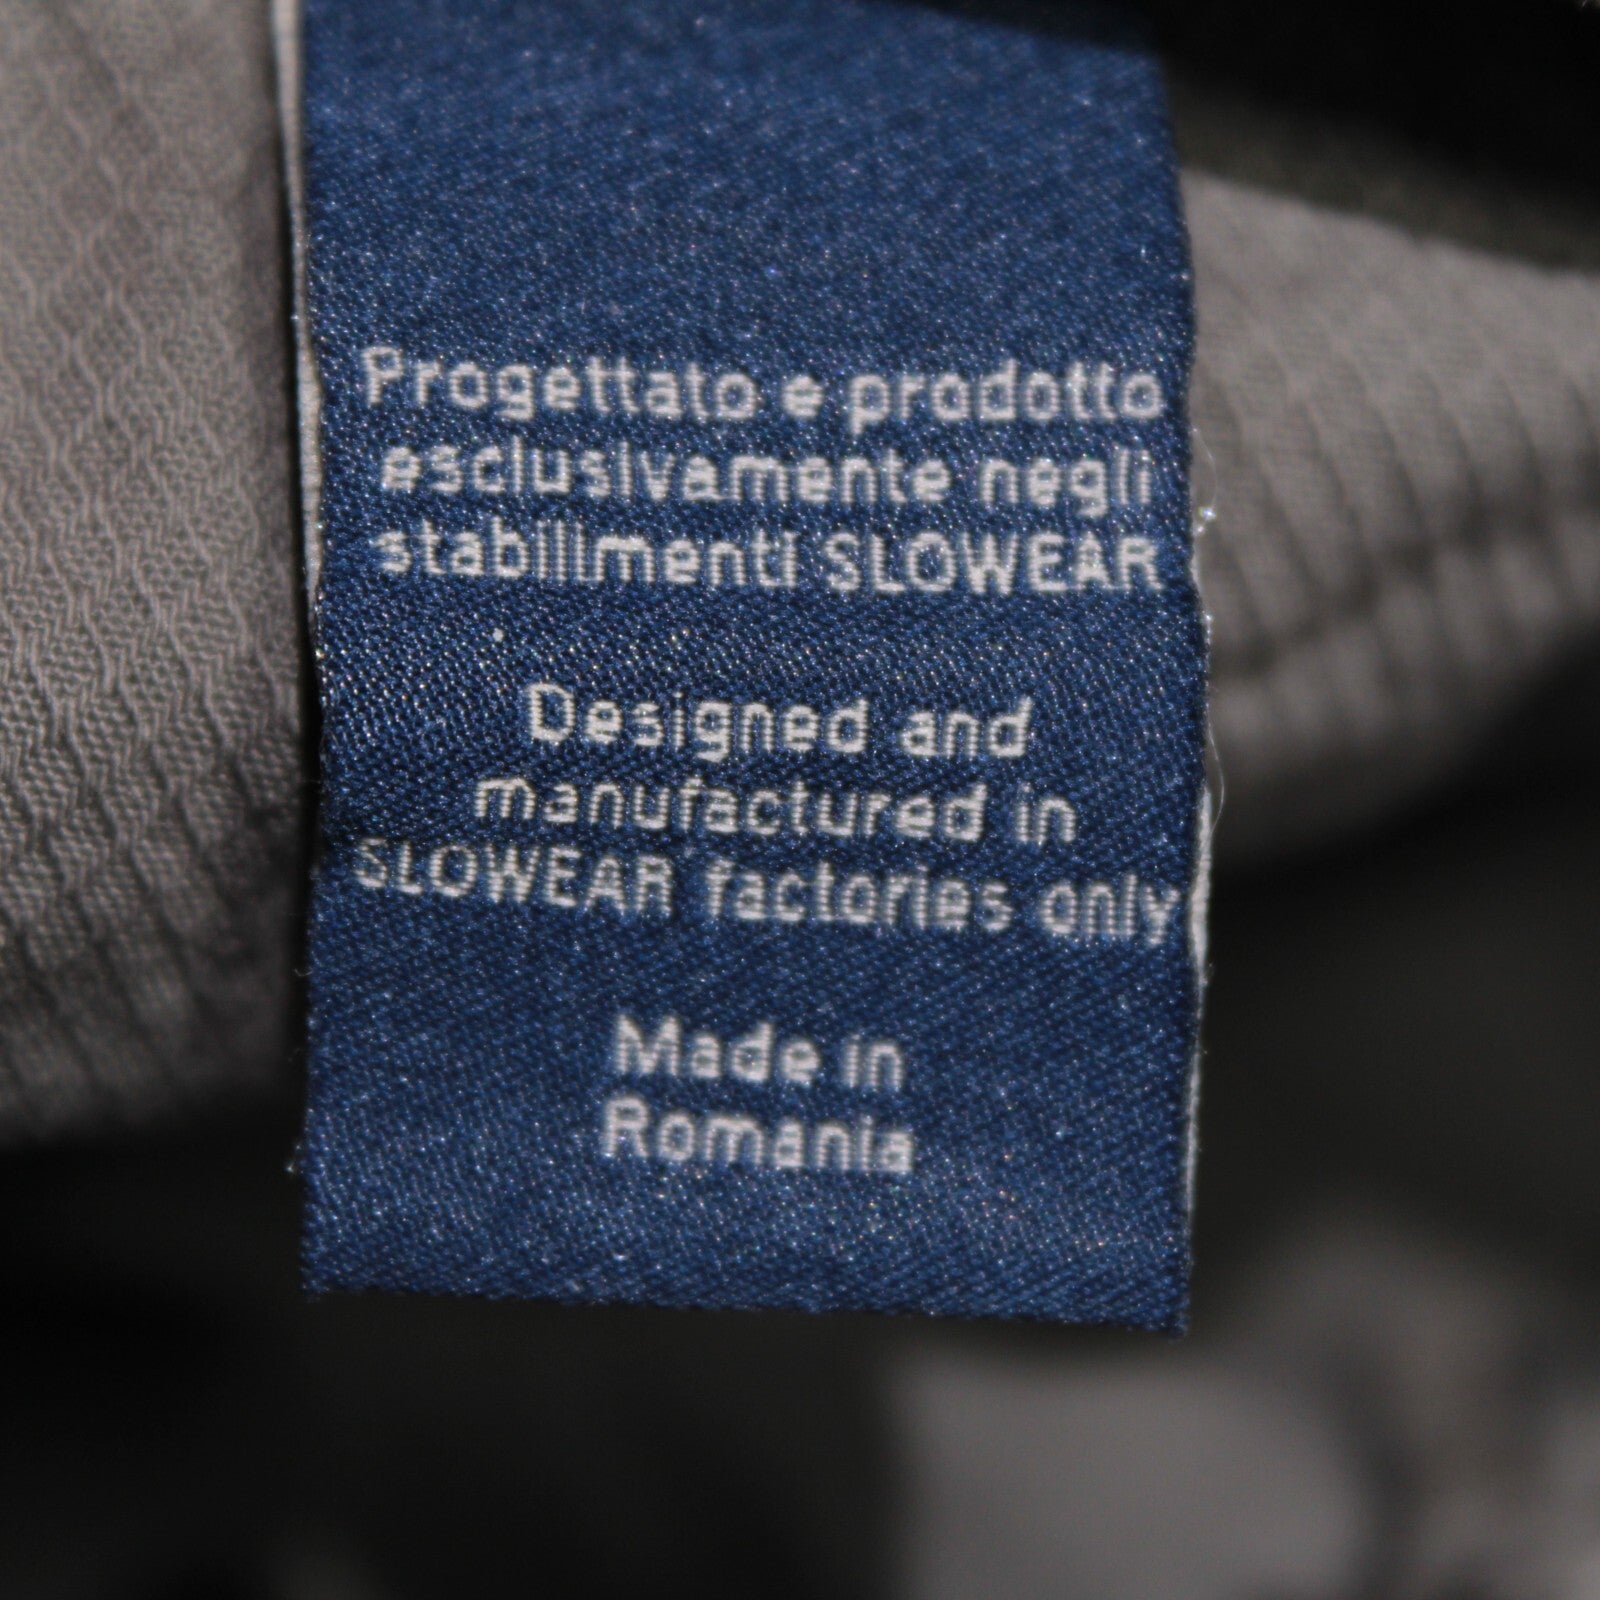 Progettato e prodotto
esclusivamente negli
stabilimenti SLOWEAR
Designed and
manufactured in
SLOWEAR factories only
Made in
Romania